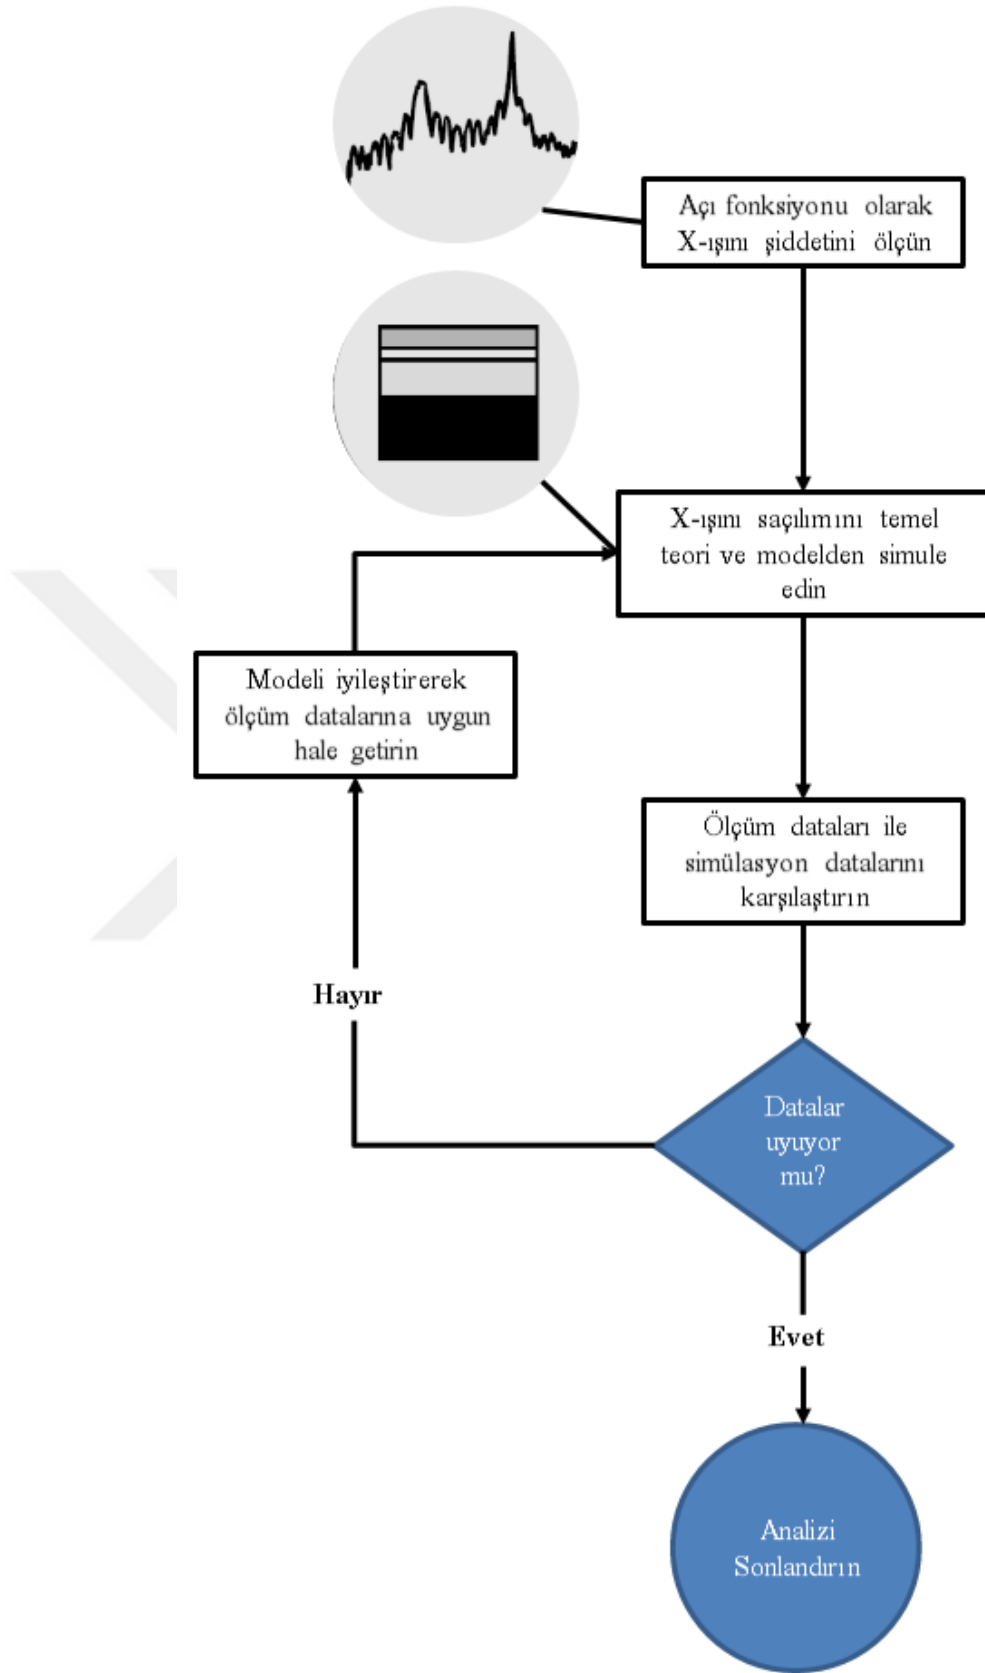 Açı fonksiyonu olarak
X-ışını şiddetini ölçün
X-ışını saçılımını temel
teori ve modelden simule
edin
Modeli iyileştirerek
ölçüm datalarına uygun
hale getirin
Ölçüm dataları ile
simülasyon datalarını
karşılaştırın
Hayır
Datalar
uyuyor
mu?
Evet
Analizi
Sonlandırın